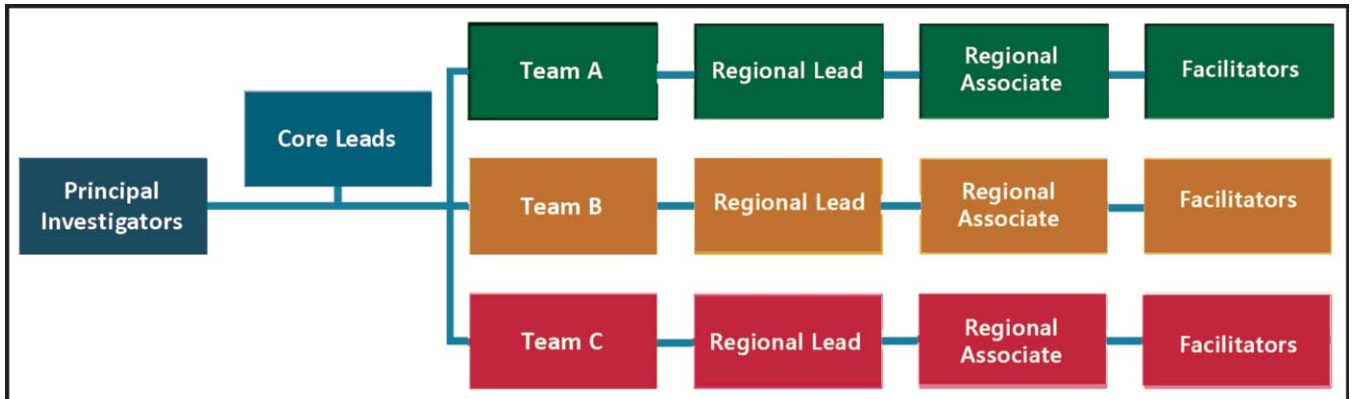 Principal
Investigators
Core Leads
Team A
Regional Lead
Regional
Associate
Facilitators
Team B
Regional Lead
Regional
Associate
Facilitators
Team C
Regional Lead
Regional
Associate
Facilitators